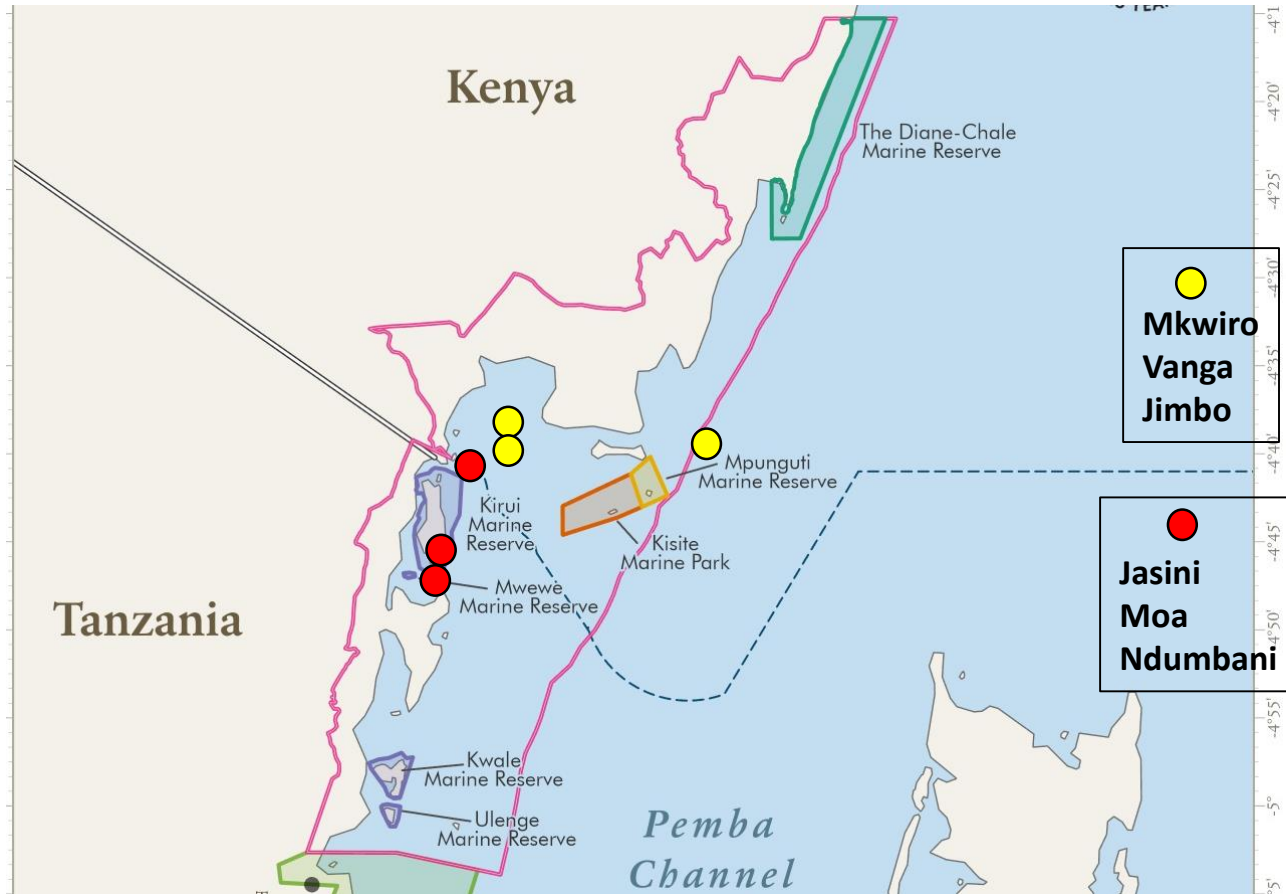 Kenya
The Diane-Chale
Marine Reserve
Mkwiro
Vanga
Jimbo
Mpunguti
Marine Reserve
Kirui
Marine
Reserve
Kisite
Marine Park
Mwewe
Marine Reserve
Jasini
Moa
Ndumbani
Tanzania
Kwale
Marine Reserve
Ulenge
Marine Reserve
Pemba
Channel
-4°20'
-4°25'
-4°30'
-4°35'
-4°40'
-4°45'
-4°50'
-4°55'
-5°